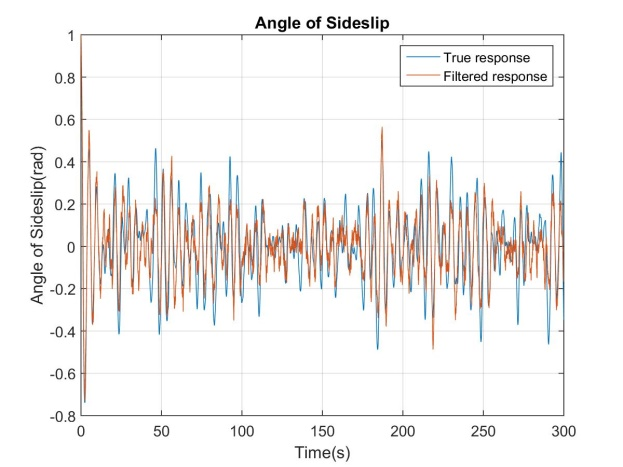 Angle of Sideslip
True response
Filtered response
1
0.8
0.6
0.4
0.2
0
-0.2
-0.4
-0.6
-0.8
Angle of Sideslip(rad)
0 50 100 150 200 250 300
Time(s)